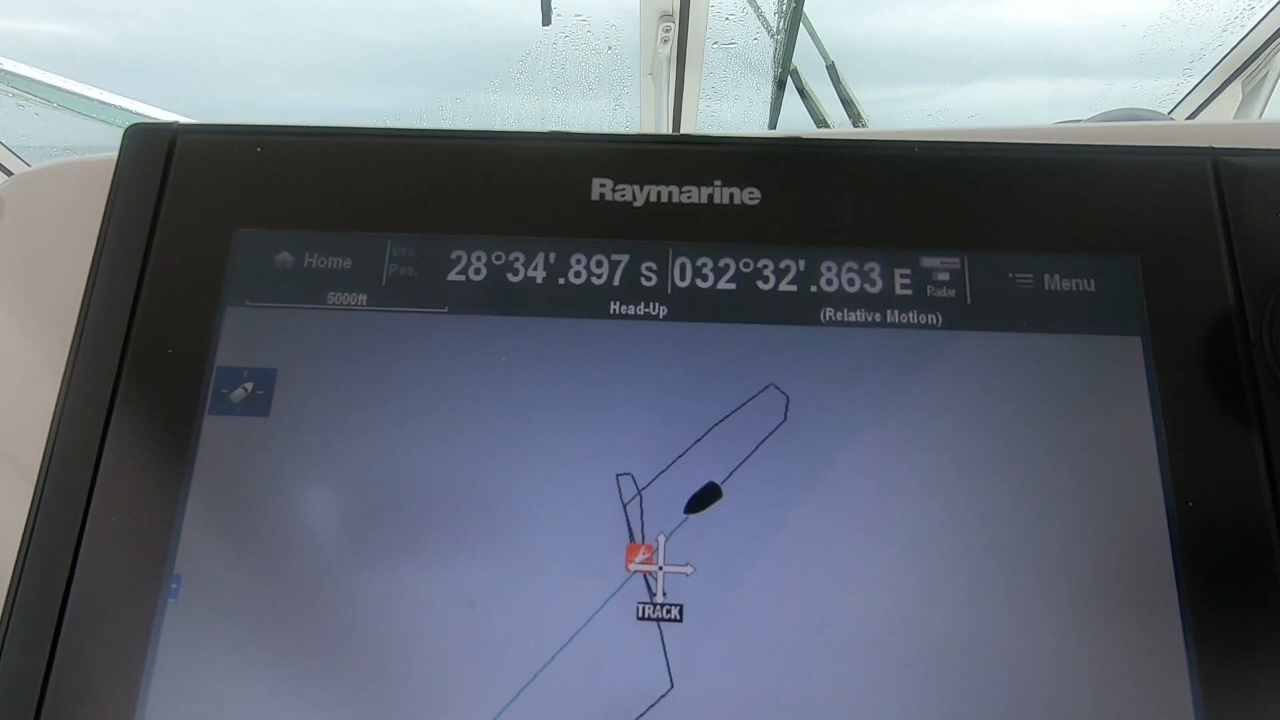 Raymarine
Home
Ves.
Pos.
28°34'.897 S
032°32'.863 E
Radar
Menu
5000ft
Head-Up
(Relative Motion)
TRACK